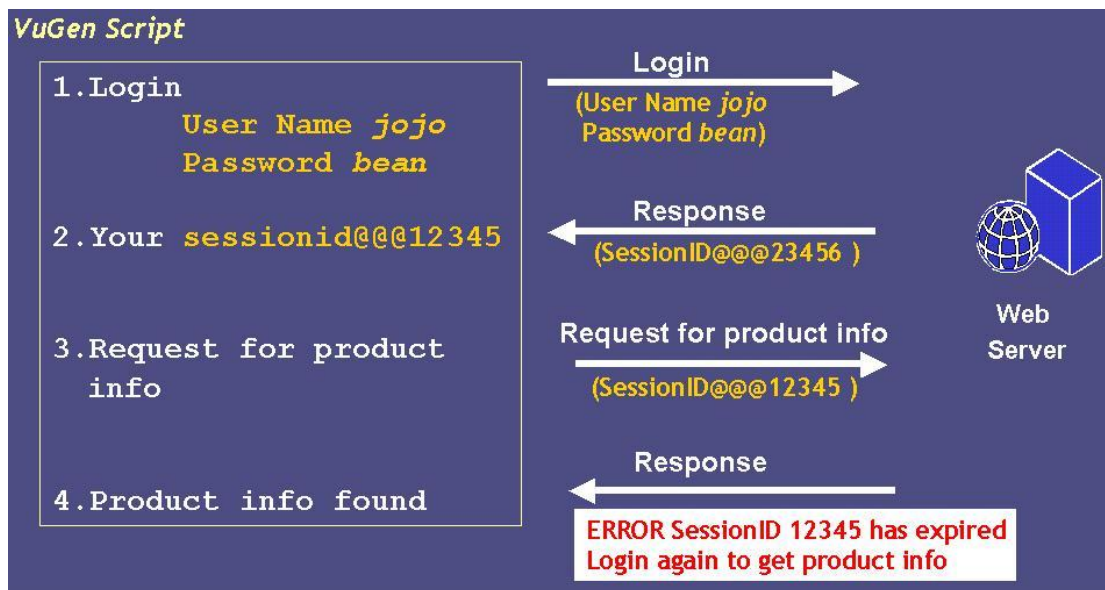 VuGen Script
1.Login
User Name jojo
Password bean
2.Your sessionid@@@12345
3.Request for product
info
4.Product info found
Login
(User Name jojo
Password bean)
Response
(SessionID@@@23456 )
Request for product info
(SessionID@@@12345 )
Response
ERROR SessionID 12345 has expired
Login again to get product info
Web
Server